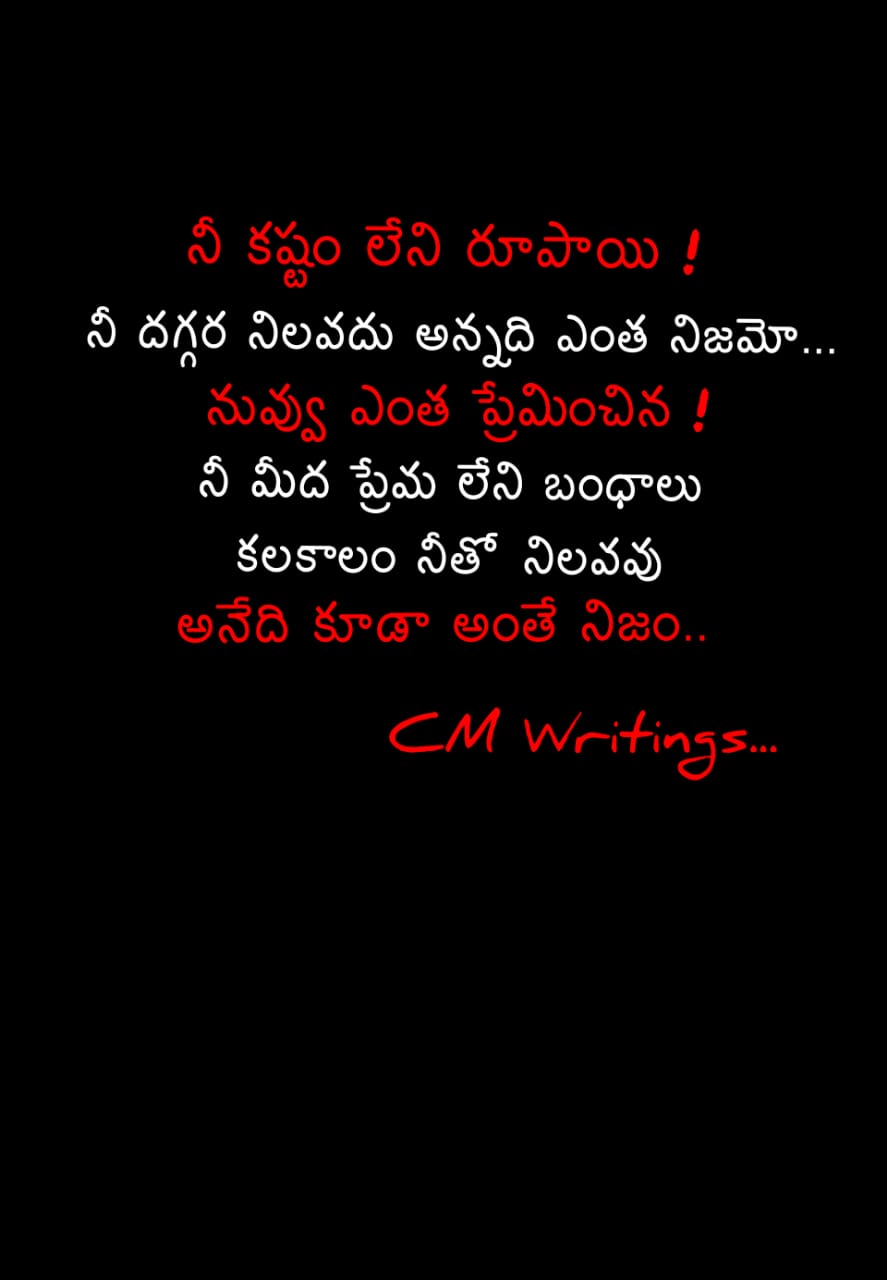 నీ కష్టం లేని రూపాయి !
నీ దగ్గర నిలవదు అన్నది ఎంత నిజమో...
నువ్వు ఎంత ప్రేమించిన !
నీ మీద ప్రేమ లేని బంధాలు
కలకాలం నీతో నిలవవు
అనేది కూడా అంతే నిజం..
CM Writings...